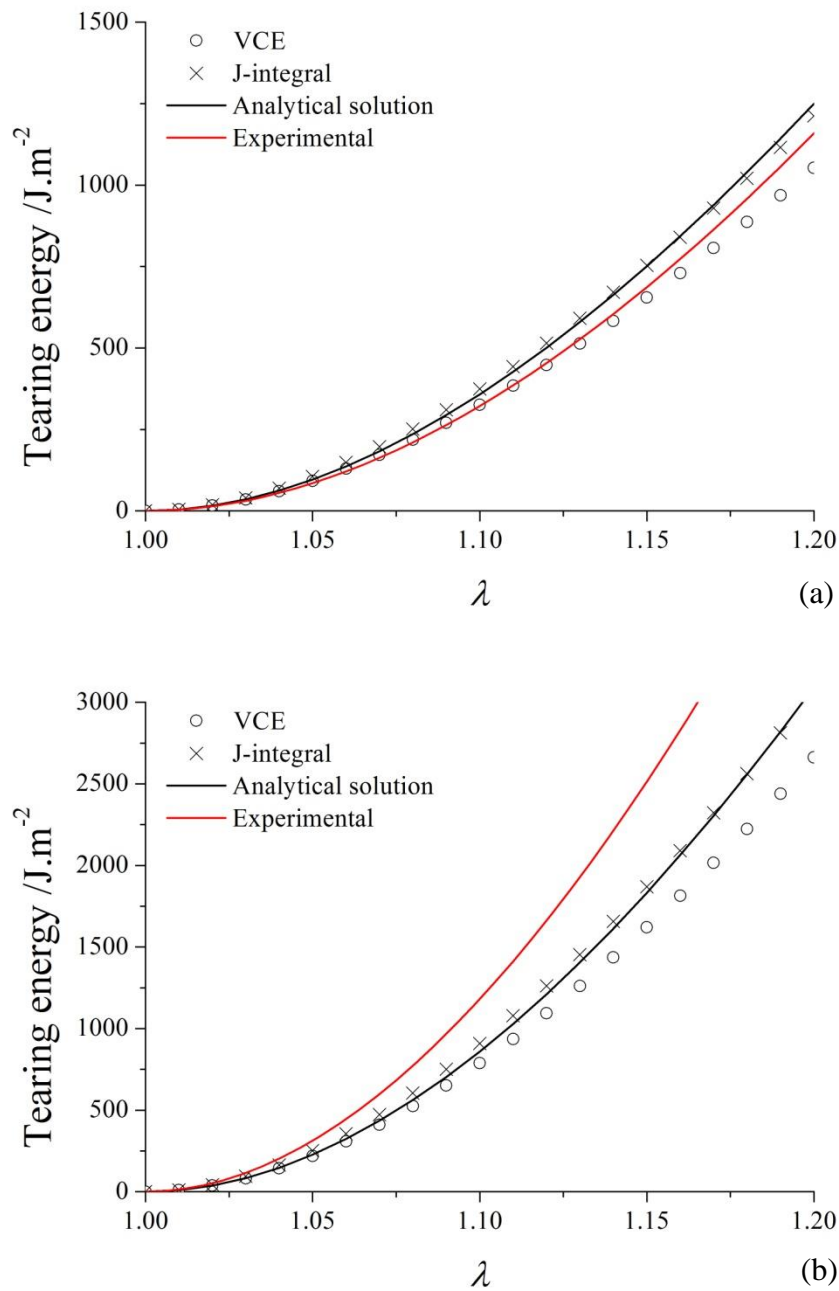 1500
VCE
J-integral
Analytical solution
Experimental
1000
500
0
Tearing energy /J.m-2
1.00 1.05 1.10 1.15 1.20
λ
(a)
3000
VCE
J-integral
Analytical solution
Experimental
2500
2000
1500
1000
500
0
Tearing energy /J.m-2
1.00 1.05 1.10 1.15 1.20
λ
(b)